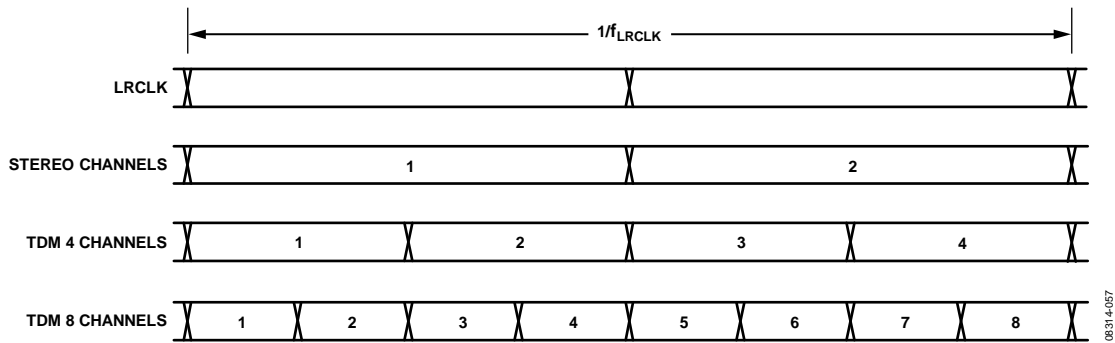 1/fLRCLK
LRCLK
STEREO CHANNELS 1 2
TDM 4 CHANNELS 1 2 3 4
TDM 8 CHANNELS 1 2 3 4 5 6 7 8
08314-057